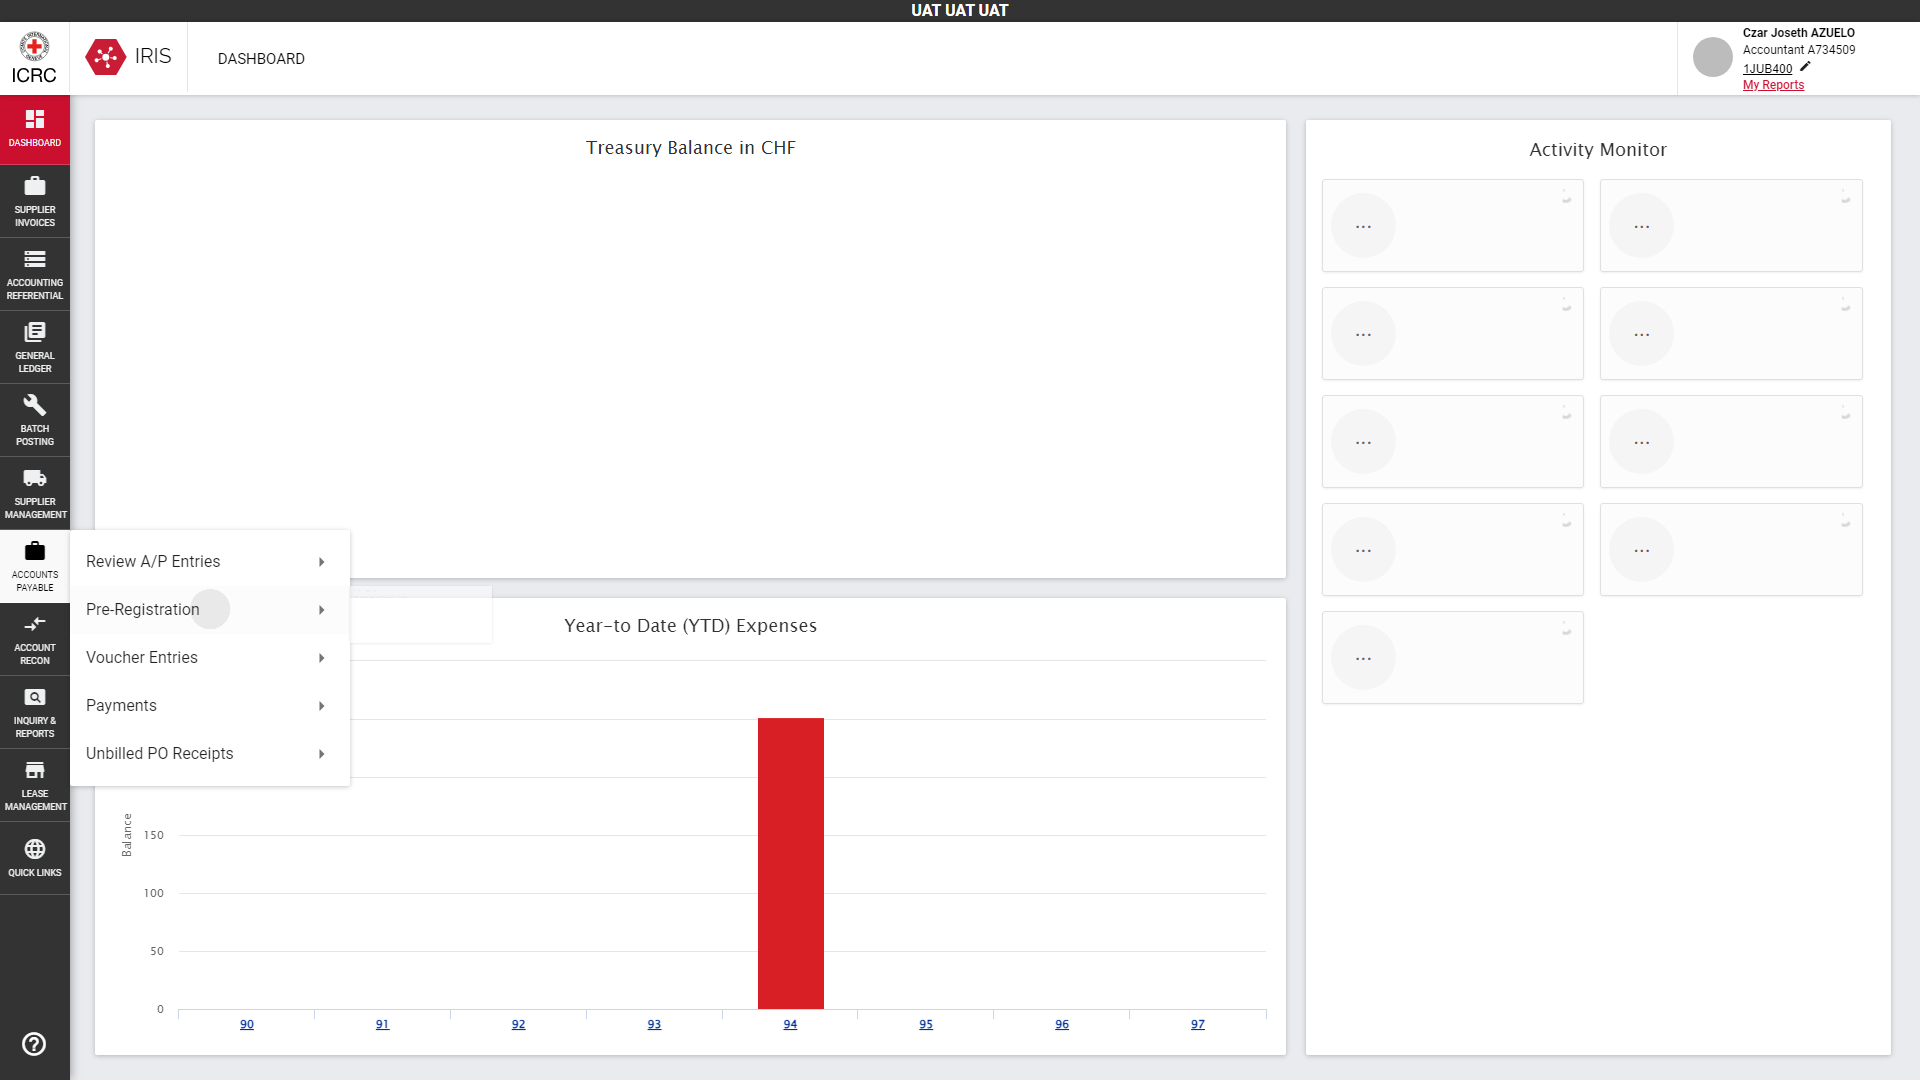 UAT UAT UAT
ICRC
IRIS
DASHBOARD
Czar Joseth AZUELO
Accountant A734509
1JUB400
My Reports
DASHBOARD
SUPPLIER
INVOICES
ACCOUNTING
REFERENTIAL
GENERAL
LEDGER
BATCH
POSTING
SUPPLIER
MANAGEMENT
ACCOUNTS
PAYABLE
ACCOUNT
RECON
INQUIRY &
REPORTS
LEASE
MANAGEMENT
QUICK LINKS
Review A/P Entries
Pre-Registration
Voucher Entries
Payments
Unbilled PO Receipts
Treasury Balance in CHF
Year-to Date (YTD) Expenses
Balance
150
100
50
0
90 91 92 93 94 95 96 97
Activity Monitor
... ...
... ...
... ...
... ...
...